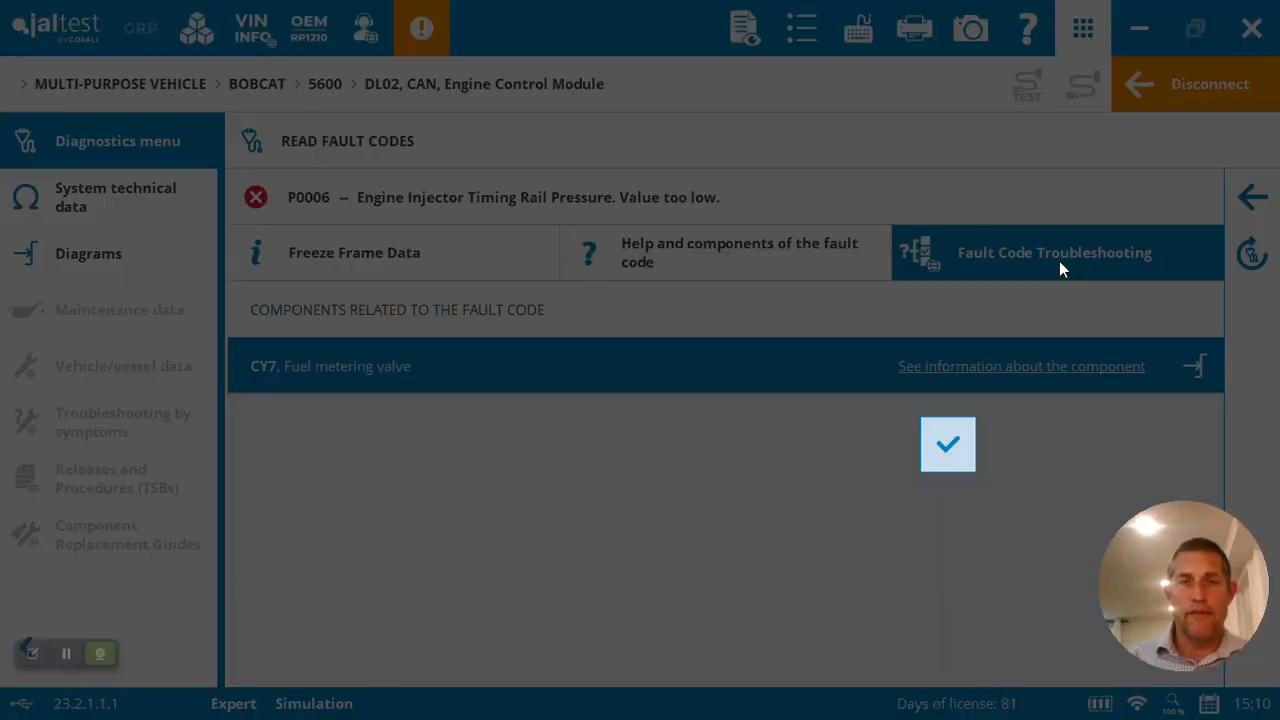 jaltest
BY COJALI
GRP
VIN
INFO
OEM
RP1210
MULTI-PURPOSE VEHICLE > BOBCAT > 5600 > DL02, CAN, Engine Control Module
TEST
Disconnect
Diagnostics menu
READ FAULT CODES
System technical
data
P0006 -- Engine Injector Timing Rail Pressure. Value too low.
Diagrams
Freeze Frame Data
Help and components of the fault
code
Fault Code Troubleshooting
Maintenance data
COMPONENTS RELATED TO THE FAULT CODE
Vehicle/vessel data
CY7, Fuel metering valve
See information about the component
Troubleshooting by
symptoms
Releases and
Procedures (TSBs)
Component
Replacement Guides
23.2.1.1.1
Expert
Simulation
Days of license: 81
100 %
15:10